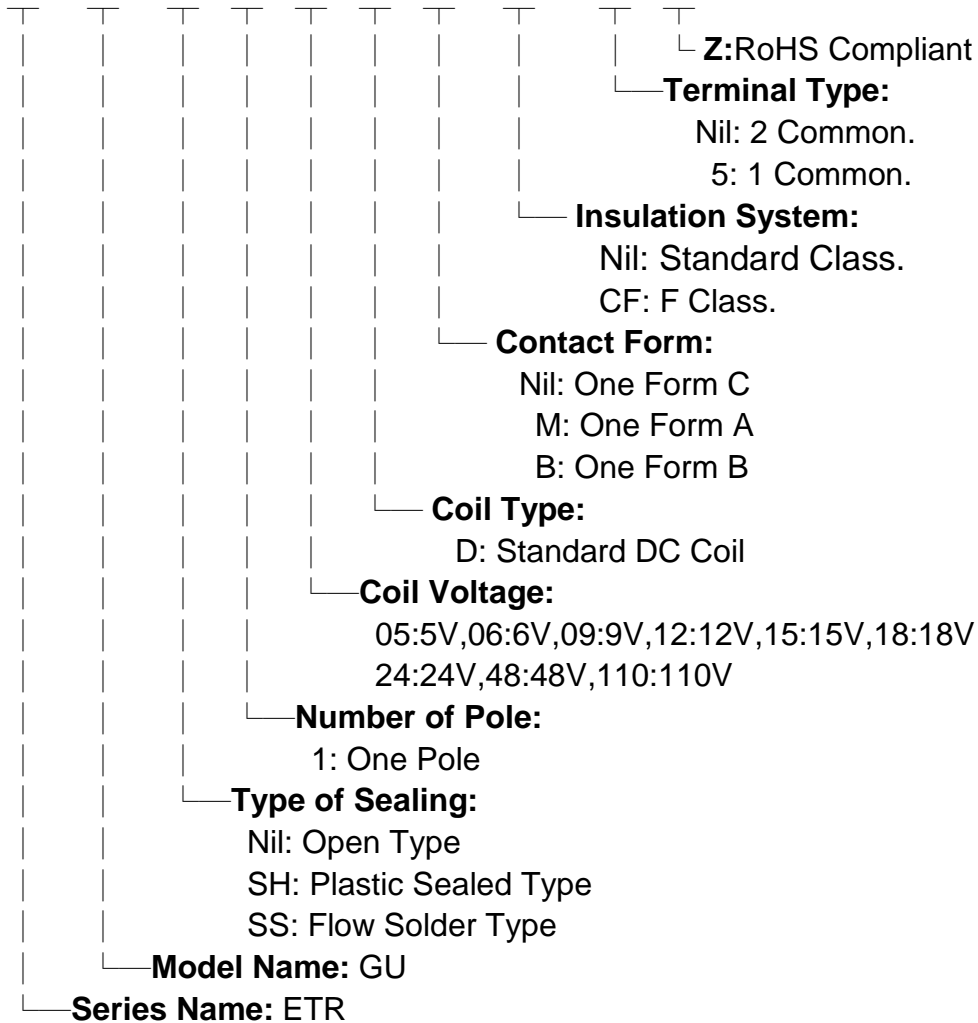 Z:RoHS Compliant
Terminal Type:
Nil: 2 Common.
5: 1 Common.
Insulation System:
Nil: Standard Class.
CF: F Class.
Contact Form:
Nil: One Form C
M: One Form A
B: One Form B
Coil Type:
D: Standard DC Coil
Coil Voltage:
05:5V,06:6V,09:9V,12:12V,15:15V,18:18V
24:24V,48:48V,110:110V
Number of Pole:
1: One Pole
Type of Sealing:
Nil: Open Type
SH: Plastic Sealed Type
SS: Flow Solder Type
Model Name: GU
Series Name: ETR